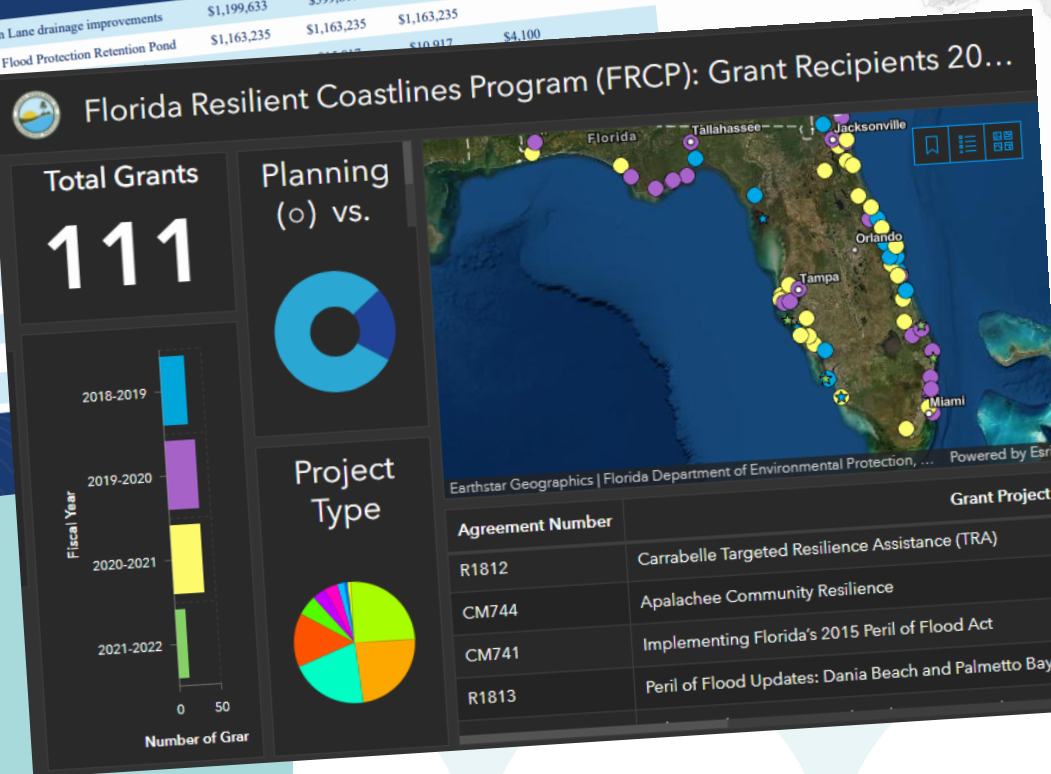 Lane drainage improvements
$1,199,633
Flood Protection Retention Pond
$1,163,235
$1,163,235
$1,163,235
$10,917
$4,100
Florida Resilient Coastlines Program (FRCP): Grant Recipients 20...
Total Grants
111
Planning
(○) vs.
Florida
Tallahassee
Jacksonville
Orlando
Tampa
Miami
Earthstar Geographics | Florida Department of Environmental Protection, ...
Powered by Esri
Fiscal Year
2018-2019
2019-2020
2020-2021
2021-2022
0 50
Number of Grar
Project
Type
Agreement Number
Grant Project
R1812
Carrabelle Targeted Resilience Assistance (TRA)
CM744
Apalachee Community Resilience
CM741
Implementing Florida's 2015 Peril of Flood Act
R1813
Peril of Flood Updates: Dania Beach and Palmetto Bay